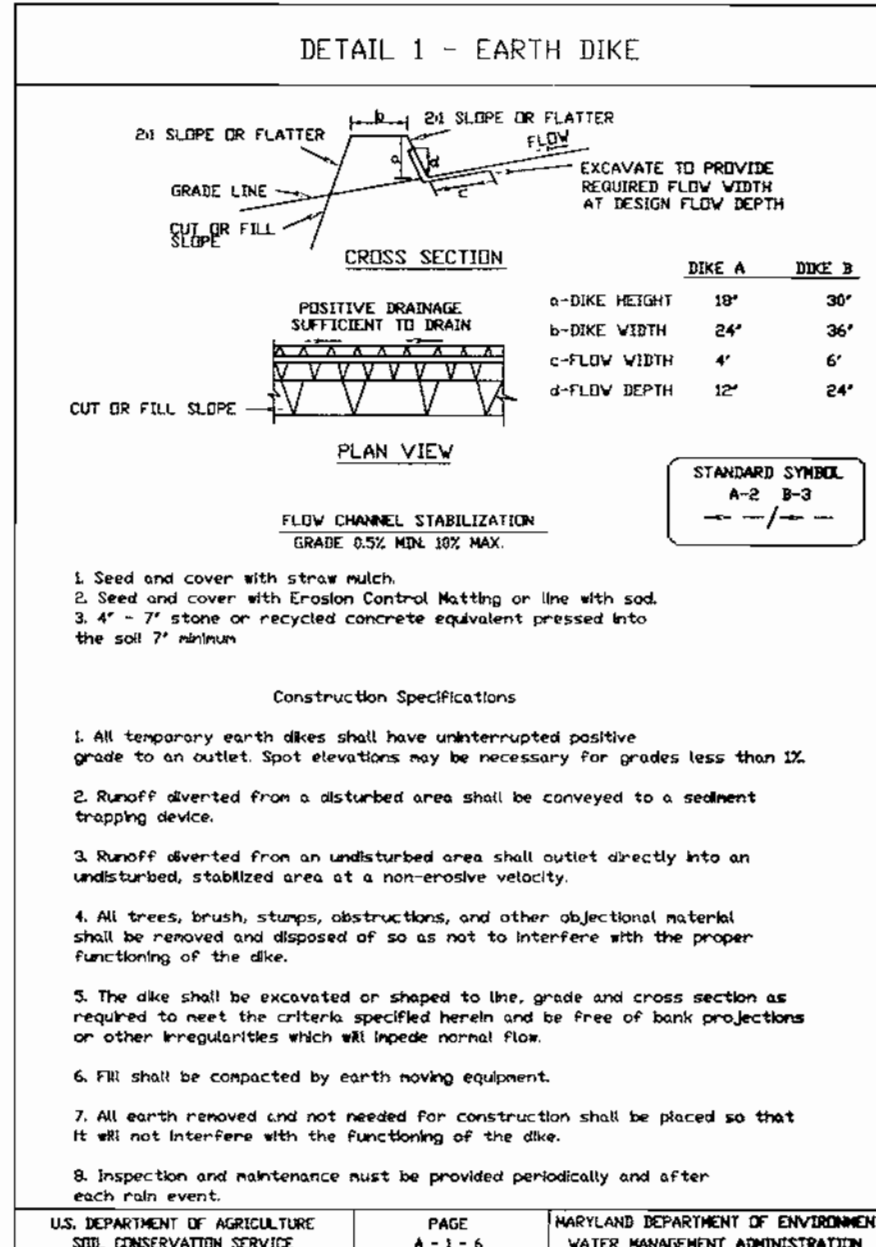 DETAIL 1 - EARTH DIKE
b
2:1 SLOPE OR FLATTER
2:1 SLOPE OR FLATTER
FLOW
a
d
c
EXCAVATE TO PROVIDE
REQUIRED FLOW WIDTH
AT DESIGN FLOW DEPTH
GRADE LINE
CUT OR FILL
SLOPE
CROSS SECTION
DIKE A DIKE B
a-DIKE HEIGHT 18" 30"
b-DIKE WIDTH 24" 36"
c-FLOW WIDTH 4' 6'
d-FLOW DEPTH 12" 24"
POSITIVE DRAINAGE
SUFFICIENT TO DRAIN
CUT OR FILL SLOPE
PLAN VIEW
STANDARD SYMBOL
A-2 B-3
FLOW CHANNEL STABILIZATION
GRADE 0.5% MIN. 10% MAX.
1. Seed and cover with straw mulch.
2. Seed and cover with Erosion Control Matting or line with sod.
3. 4" - 7" stone or recycled concrete equivalent pressed into
the soil 7" minimum
Construction Specifications
1. All temporary earth dikes shall have uninterrupted positive
grade to an outlet. Spot elevations may be necessary for grades less than 1%.
2. Runoff diverted from a disturbed area shall be conveyed to a sediment
trapping device.
3. Runoff diverted from an undisturbed area shall outlet directly into an
undisturbed, stabilized area at a non-erosive velocity.
4. All trees, brush, stumps, obstructions, and other objectional material
shall be removed and disposed of so as not to interfere with the proper
functioning of the dike.
5. The dike shall be excavated or shaped to line, grade and cross section as
required to meet the criteria specified herein and be free of bank projections
or other irregularities which will impede normal flow.
6. Fill shall be compacted by earth moving equipment.
7. All earth removed and not needed for construction shall be placed so that
it will not interfere with the functioning of the dike.
8. Inspection and maintenance must be provided periodically and after
each rain event.
U.S. DEPARTMENT OF AGRICULTURE
SOIL CONSERVATION SERVICE
PAGE
A - 1 - 6
MARYLAND DEPARTMENT OF ENVIRONMEN
WATER MANAGEMENT ADMINISTRATION